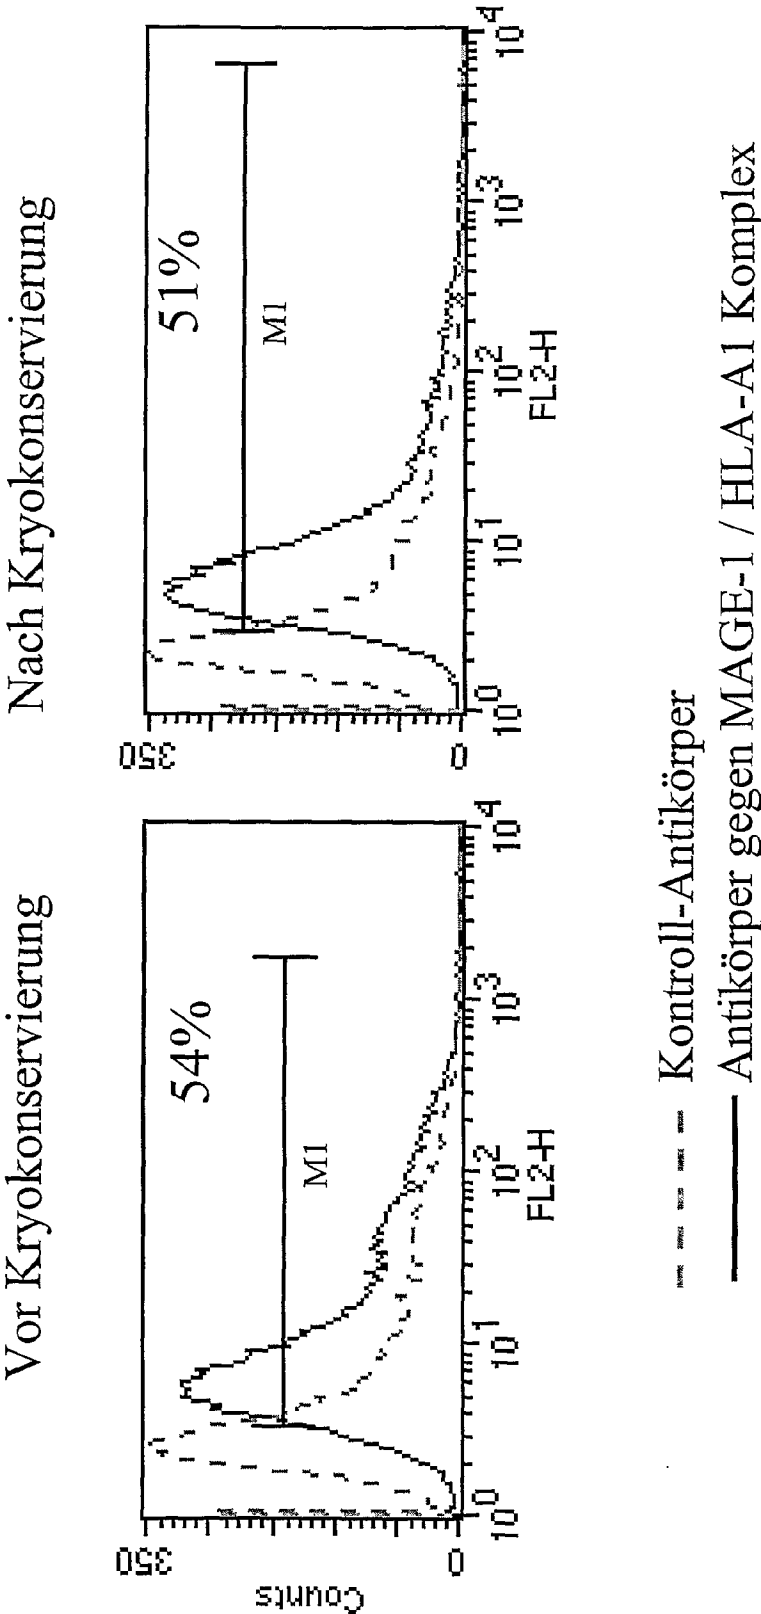 Vor Kryokonservierung
Counts
350
0
54%
M1
10^0 10^1 10^2 10^3 10^4
FL2-H
Nach Kryokonservierung
350
0
51%
M1
10^0 10^1 10^2 10^3 10^4
FL2-H
Kontroll-Antikörper
Antikörper gegen MAGE-1 / HLA-A1 Komplex